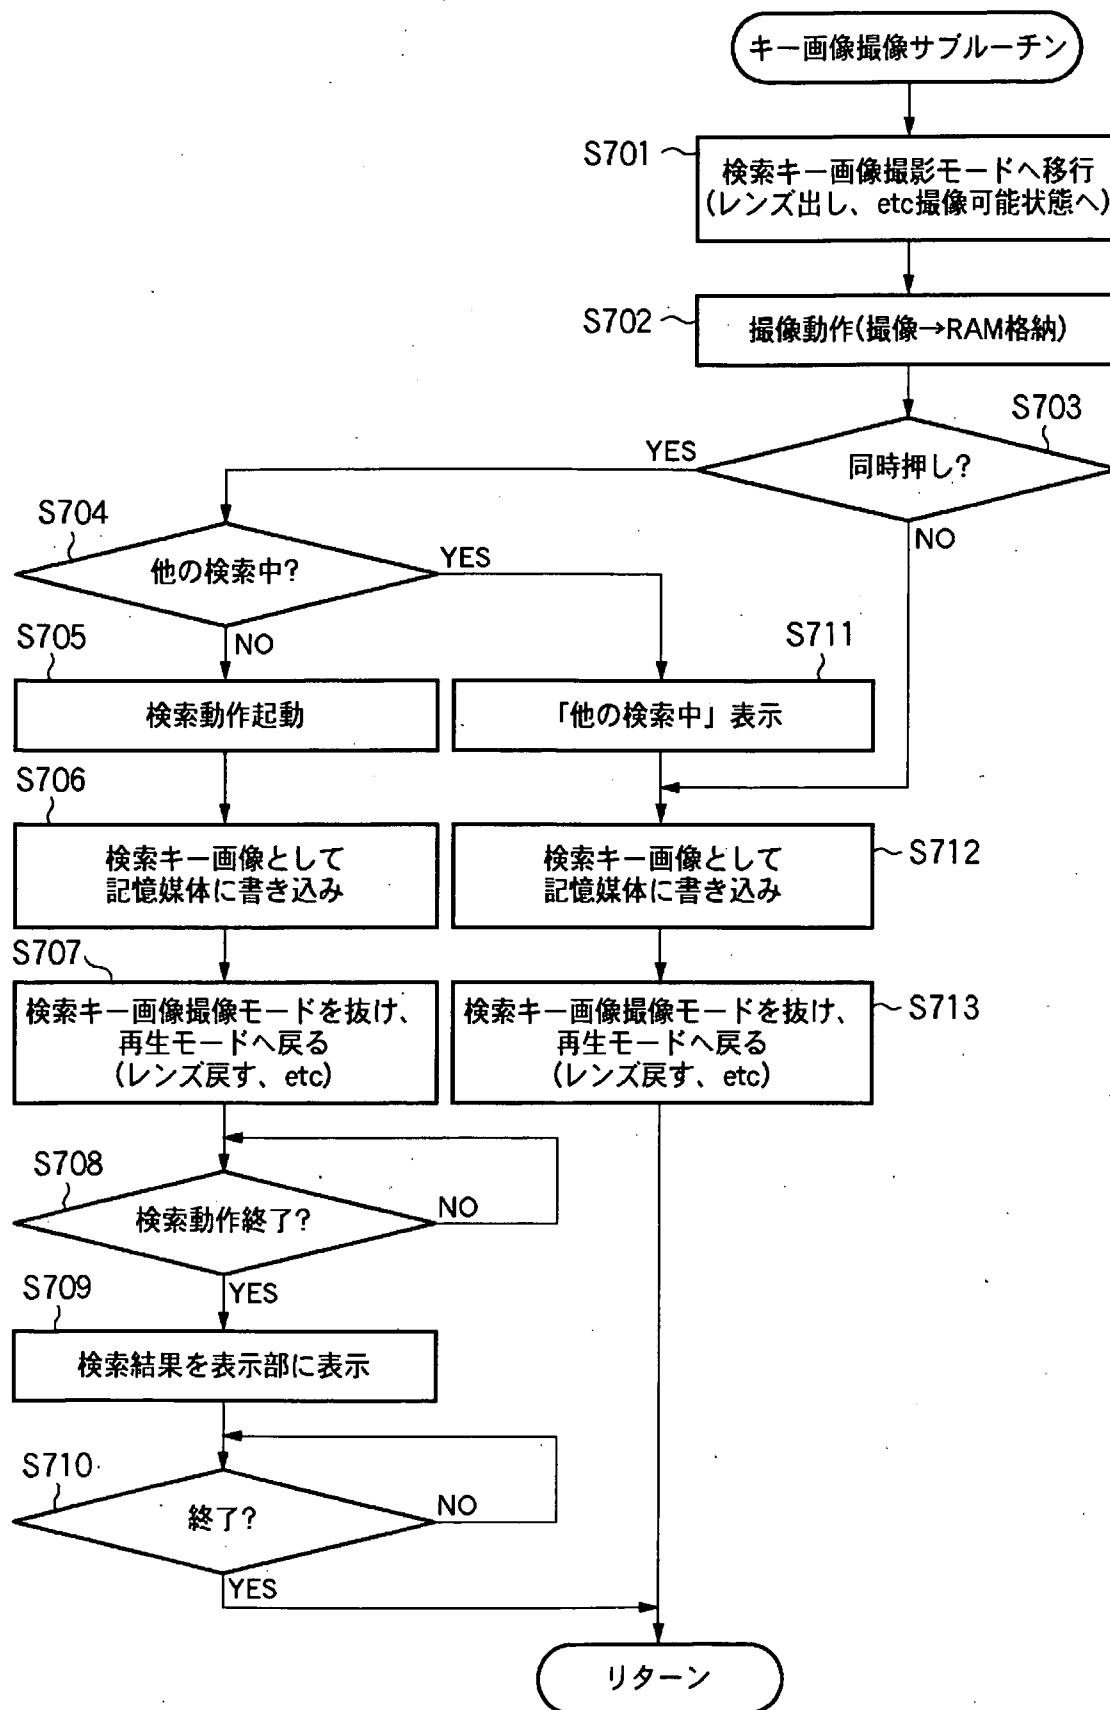 キー画像撮像サブルーチン
S701
検索キー画像撮影モードへ移行
(レンズ出し、etc撮像可能状態へ)
S702
撮像動作(撮像→RAM格納)
S703
同時押し?
YES
NO
S704
他の検索中?
YES
NO
S705
検索動作起動
S711
「他の検索中」表示
S706
検索キー画像として
記憶媒体に書き込み
S712
検索キー画像として
記憶媒体に書き込み
S707
検索キー画像撮像モードを抜け、
再生モードへ戻る
(レンズ戻す、etc)
S713
検索キー画像撮像モードを抜け、
再生モードへ戻る
(レンズ戻す、etc)
S708
検索動作終了?
NO
YES
S709
検索結果を表示部に表示
S710
終了?
NO
YES
リターン